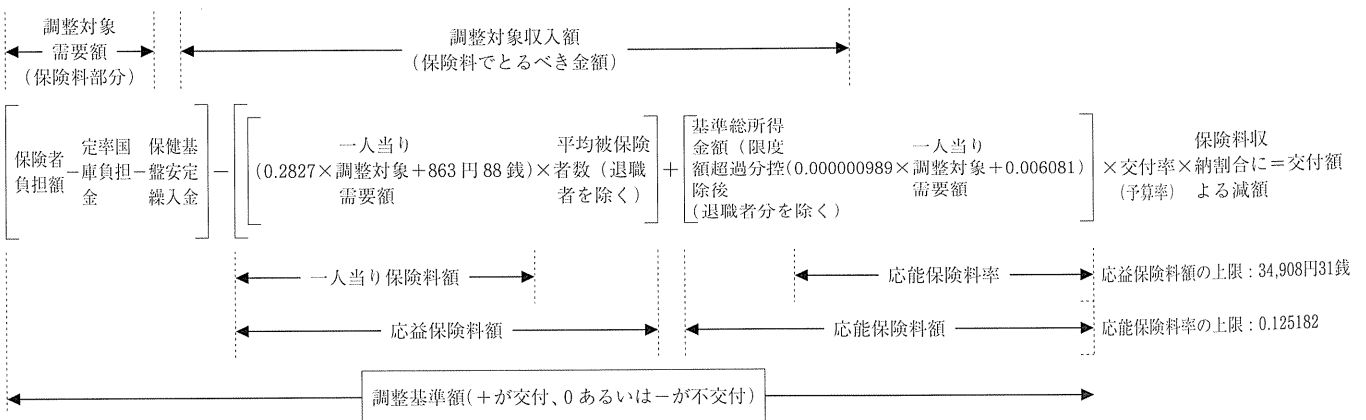 調整対象
需要額
(保険料部分)
調整対象収入額
(保険料でとるべき金額)
保険者
負担額
−
定率国
庫負担
金
−
保健基
盤安定
繰入金
−
一人当り
(0.2827×調整対象+863円88銭)×
需要額
平均被保険
者数(退職
者を除く)
+
基準総所得
金額(限度
額超過分控
除後
(退職者分を除く)
一人当り
(0.000000989×調整対象+0.006081)
需要額
×交付率×
(予算率)
保険料収
納割合に
よる減額
=交付額
一人当り保険料額
応能保険料率
応益保険料額の上限:34,908円31銭
応益保険料額
応能保険料額
応能保険料率の上限:0.125182
調整基準額(+が交付、0あるいは−が不交付)